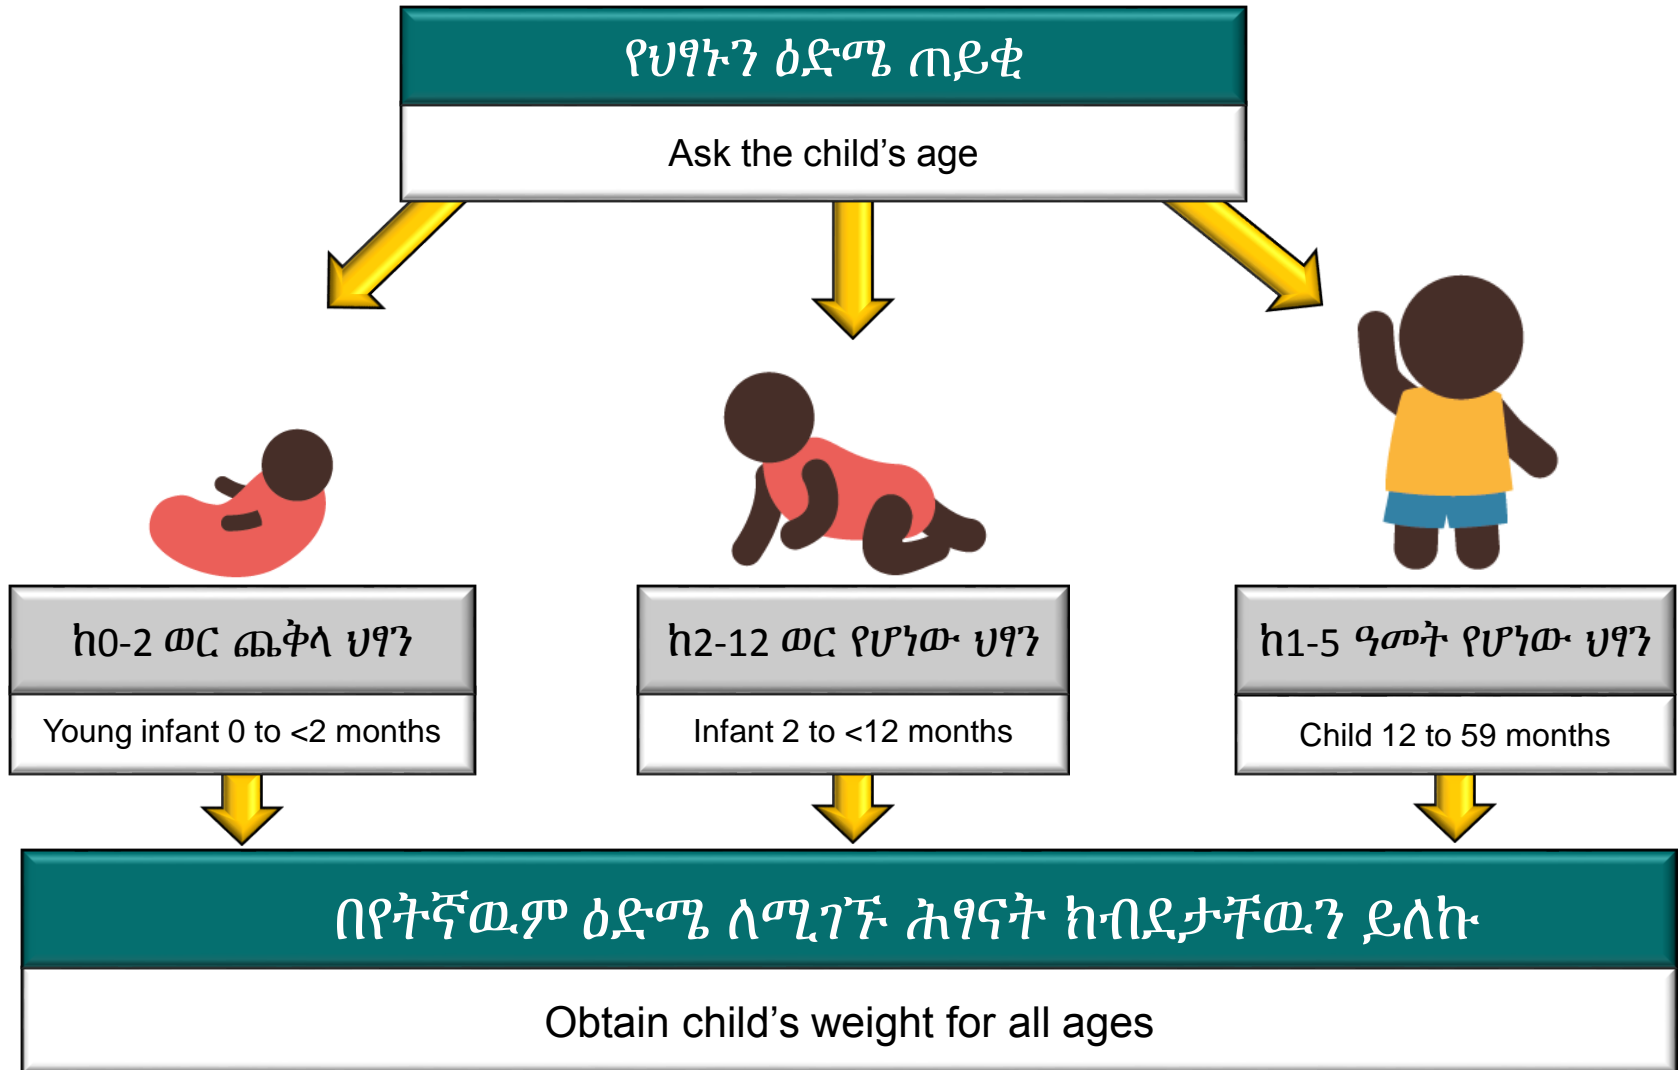 የህፃኑን ዕድሜ ጠይቂ
Ask the child’s age
ከ0-2 ወር ጨቅላ ህፃን
Young infant 0 to <2 months
ከ2-12 ወር የሆነው ህፃን
Infant 2 to <12 months
ከ1-5 ዓመት የሆነው ህፃን
Child 12 to 59 months
በየትኛዉም ዕድሜ ለሚገኙ ሕፃናት ክብደታቸዉን ይለኩ
Obtain child’s weight for all ages